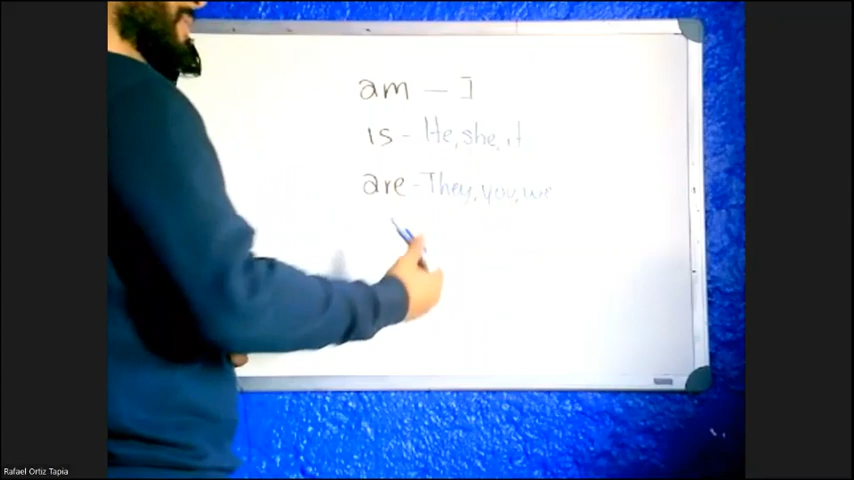 am - I
is - He, she, it
are - They, you, we
Rafael Ortiz Tapia